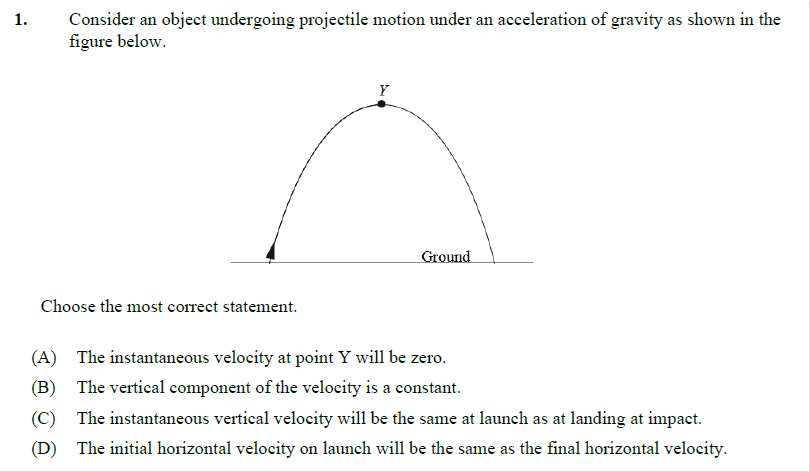 1. Consider an object undergoing projectile motion under an acceleration of gravity as shown in the
figure below.
Y
Ground
Choose the most correct statement.
(A) The instantaneous velocity at point Y will be zero.
(B) The vertical component of the velocity is a constant.
(C) The instantaneous vertical velocity will be the same at launch as at landing at impact.
(D) The initial horizontal velocity on launch will be the same as the final horizontal velocity.